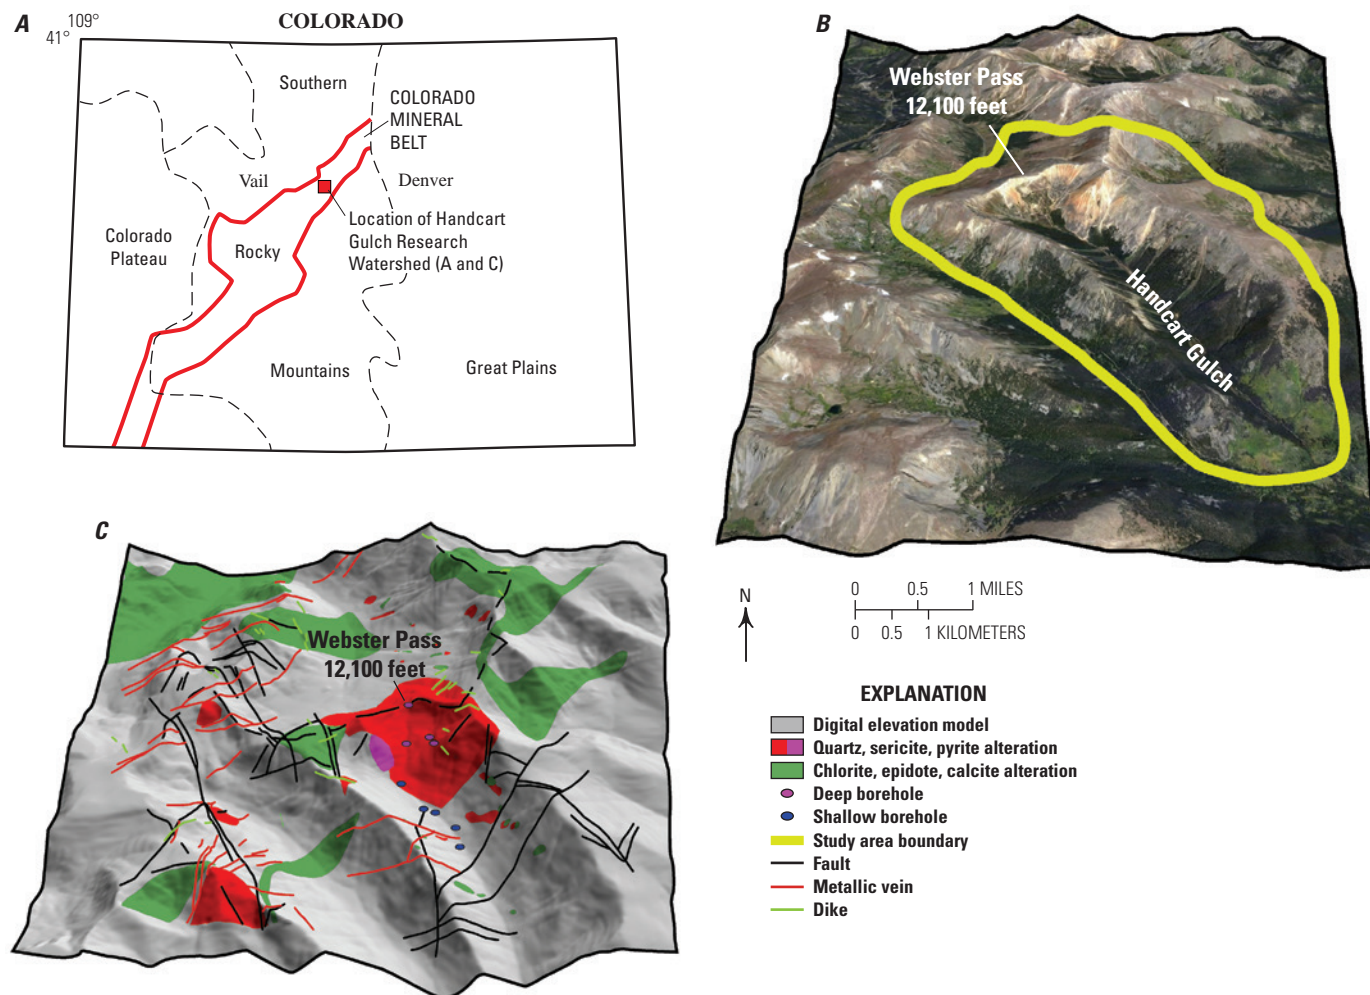 A
109°
41°
COLORADO
Southern
COLORADO
MINERAL
BELT
Vail
Denver
Location of Handcart
Gulch Research
Watershed (A and C)
Colorado
Plateau
Rocky
Mountains
Great Plains
B
Webster Pass
12,100 feet
Handcart Gulch
C
Webster Pass
12,100 feet
N
0 0.5 1 MILES
0 0.5 1 KILOMETERS
EXPLANATION
Digital elevation model
Quartz, sericite, pyrite alteration
Chlorite, epidote, calcite alteration
Deep borehole
Shallow borehole
Study area boundary
Fault
Metallic vein
Dike